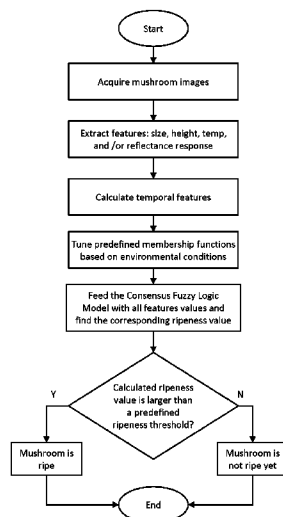 Start
Acquire mushroom images
Extract features: size, height, temp,
and /or reflectance response
Calculate temporal features
Tune predefined membership functions
based on environmental conditions
Feed the Consensus Fuzzy Logic
Model with all features values and
find the corresponding ripeness value
Calculated ripeness
value is larger than
a predefined
ripeness threshold?
Y
N
Mushroom is
ripe
Mushroom is
not ripe yet
End